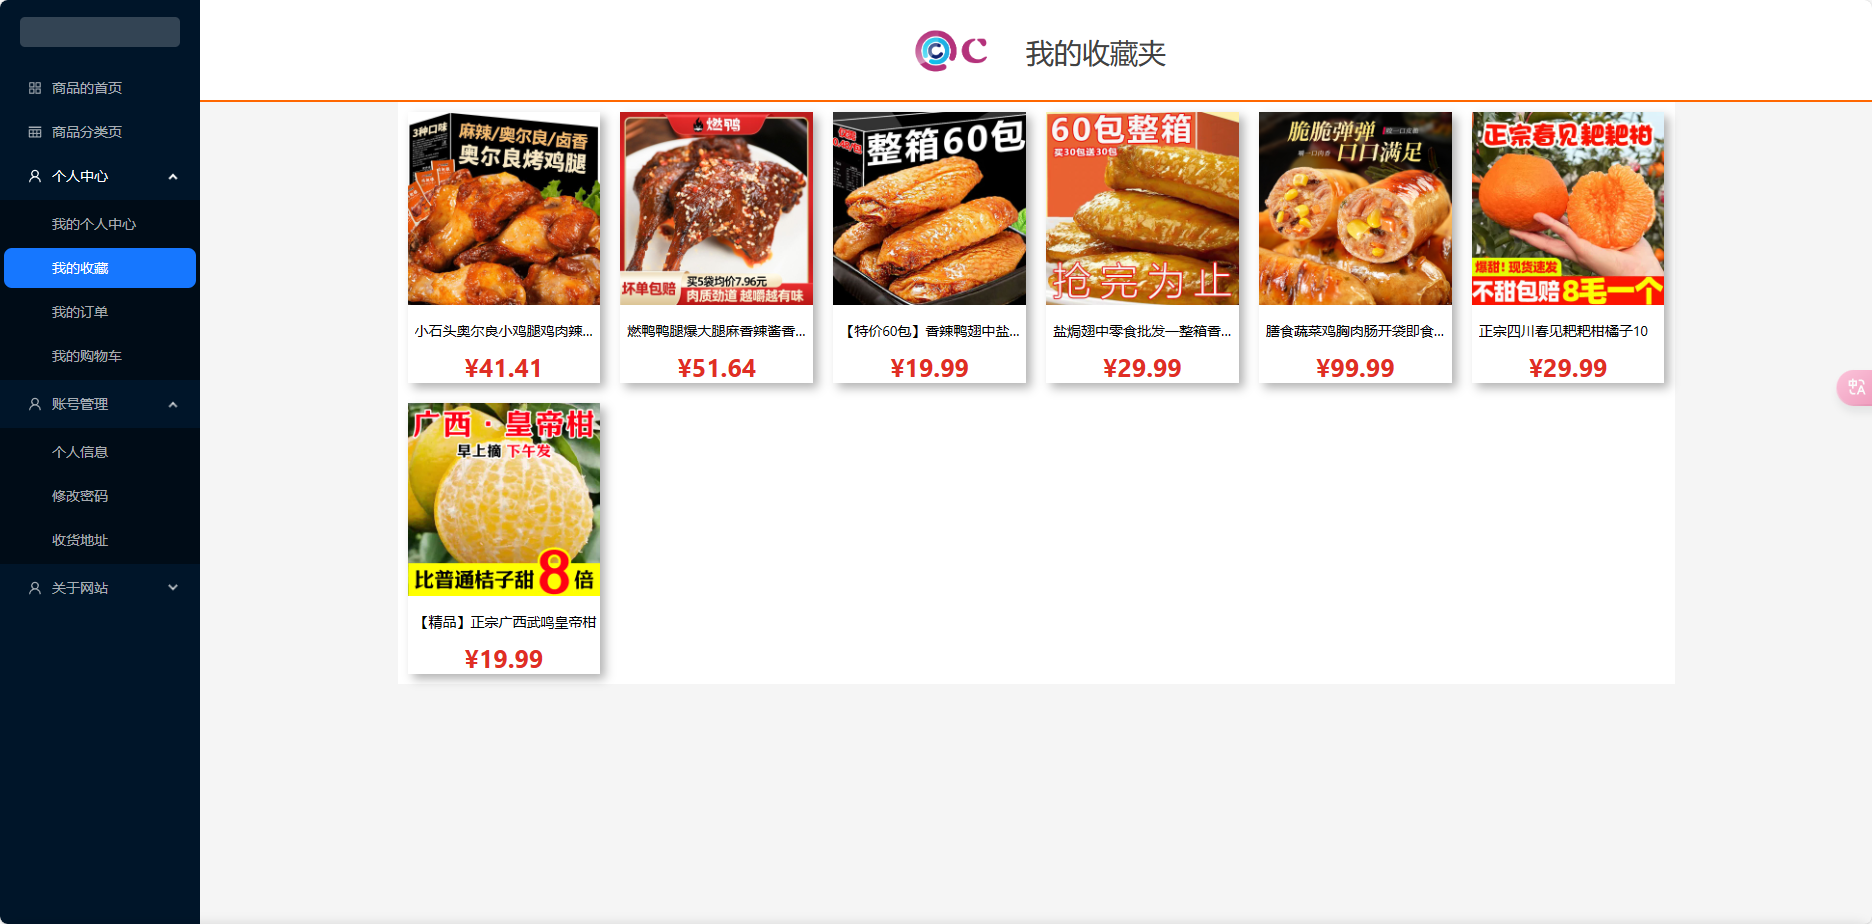 商品的首页
商品分类页
个人中心
我的个人中心
我的收藏
我的订单
我的购物车
账号管理
个人信息
修改密码
收货地址
关于网站
C
我的收藏夹
3种口味
麻辣/奥尔良/卤香
奥尔良烤鸡腿
小石头奥尔良小鸡腿鸡肉辣...
¥41.41
燃鸭
坏单包赔
买5袋均价7.96元
肉质劲道 越嚼越有味
燃鸭鸭腿爆大腿麻香辣酱香...
¥51.64
整箱60包
【特价60包】香辣鸭翅中盐...
¥19.99
60包整箱
买30包送30包
抢完为止
盐焗翅中零食批发一整箱香...
¥29.99
脆脆弹弹
口口满足
膳食蔬菜鸡胸肉肠开袋即食...
¥99.99
正宗春见耙耙柑
爆甜!现货速发
不甜包赔8毛一个
正宗四川春见耙耙柑橘子10
¥29.99
广西·皇帝柑
早上摘 下午发
比普通桔子甜8倍
【精品】正宗广西武鸣皇帝柑
¥19.99
中
A